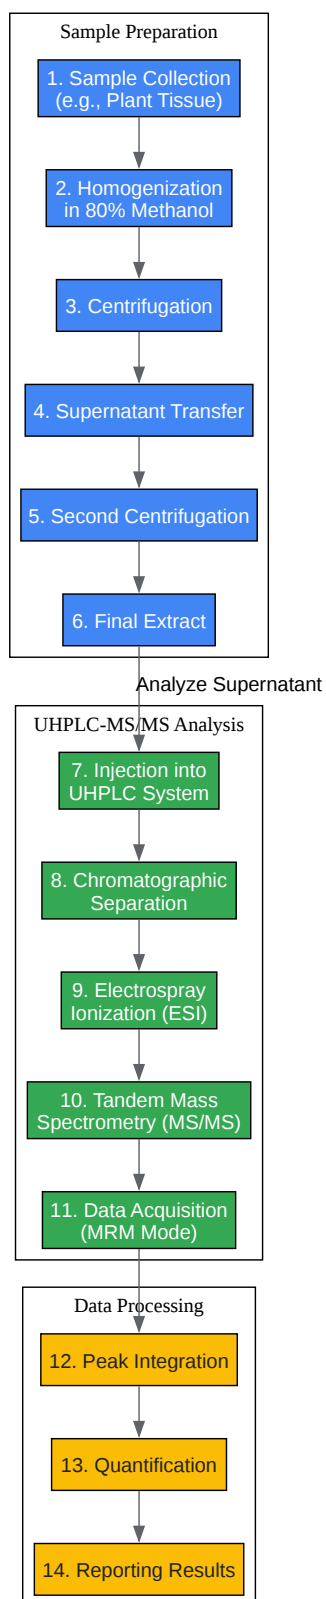 Sample Preparation
1. Sample Collection
(e.g., Plant Tissue)
2. Homogenization
in 80% Methanol
3. Centrifugation
4. Supernatant Transfer
5. Second Centrifugation
6. Final Extract
Analyze Supernatant
UHPLC-MS/MS Analysis
7. Injection into
UHPLC System
8. Chromatographic
Separation
9. Electrospray
Ionization (ESI)
10. Tandem Mass
Spectrometry (MS/MS)
11. Data Acquisition
(MRM Mode)
Data Processing
12. Peak Integration
13. Quantification
14. Reporting Results